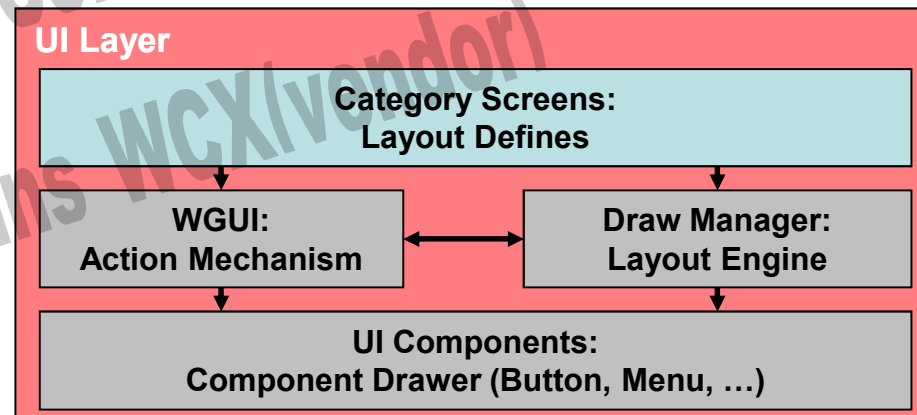 UI Layer
Category Screens:
Layout Defines
WGUI:
Action Mechanism
Draw Manager:
Layout Engine
UI Components:
Component Drawer (Button, Menu, …)
WCX(vendor)